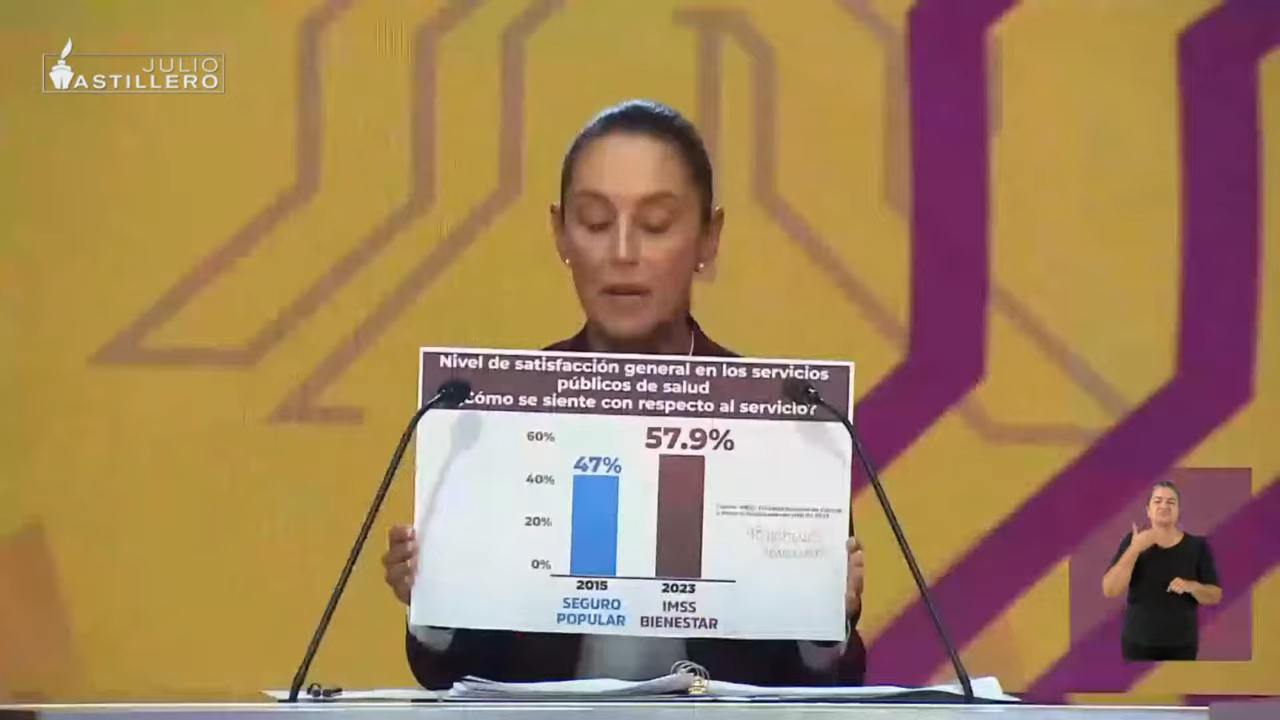 JULIO
ASTILLERO
Nivel de satisfacción general en los servicios
públicos de salud
Cómo se siente con respecto al servicio?
60%
57.9%
47%
40%
20%
0%
2015
2023
SEGURO
POPULAR
IMSS
BIENESTAR